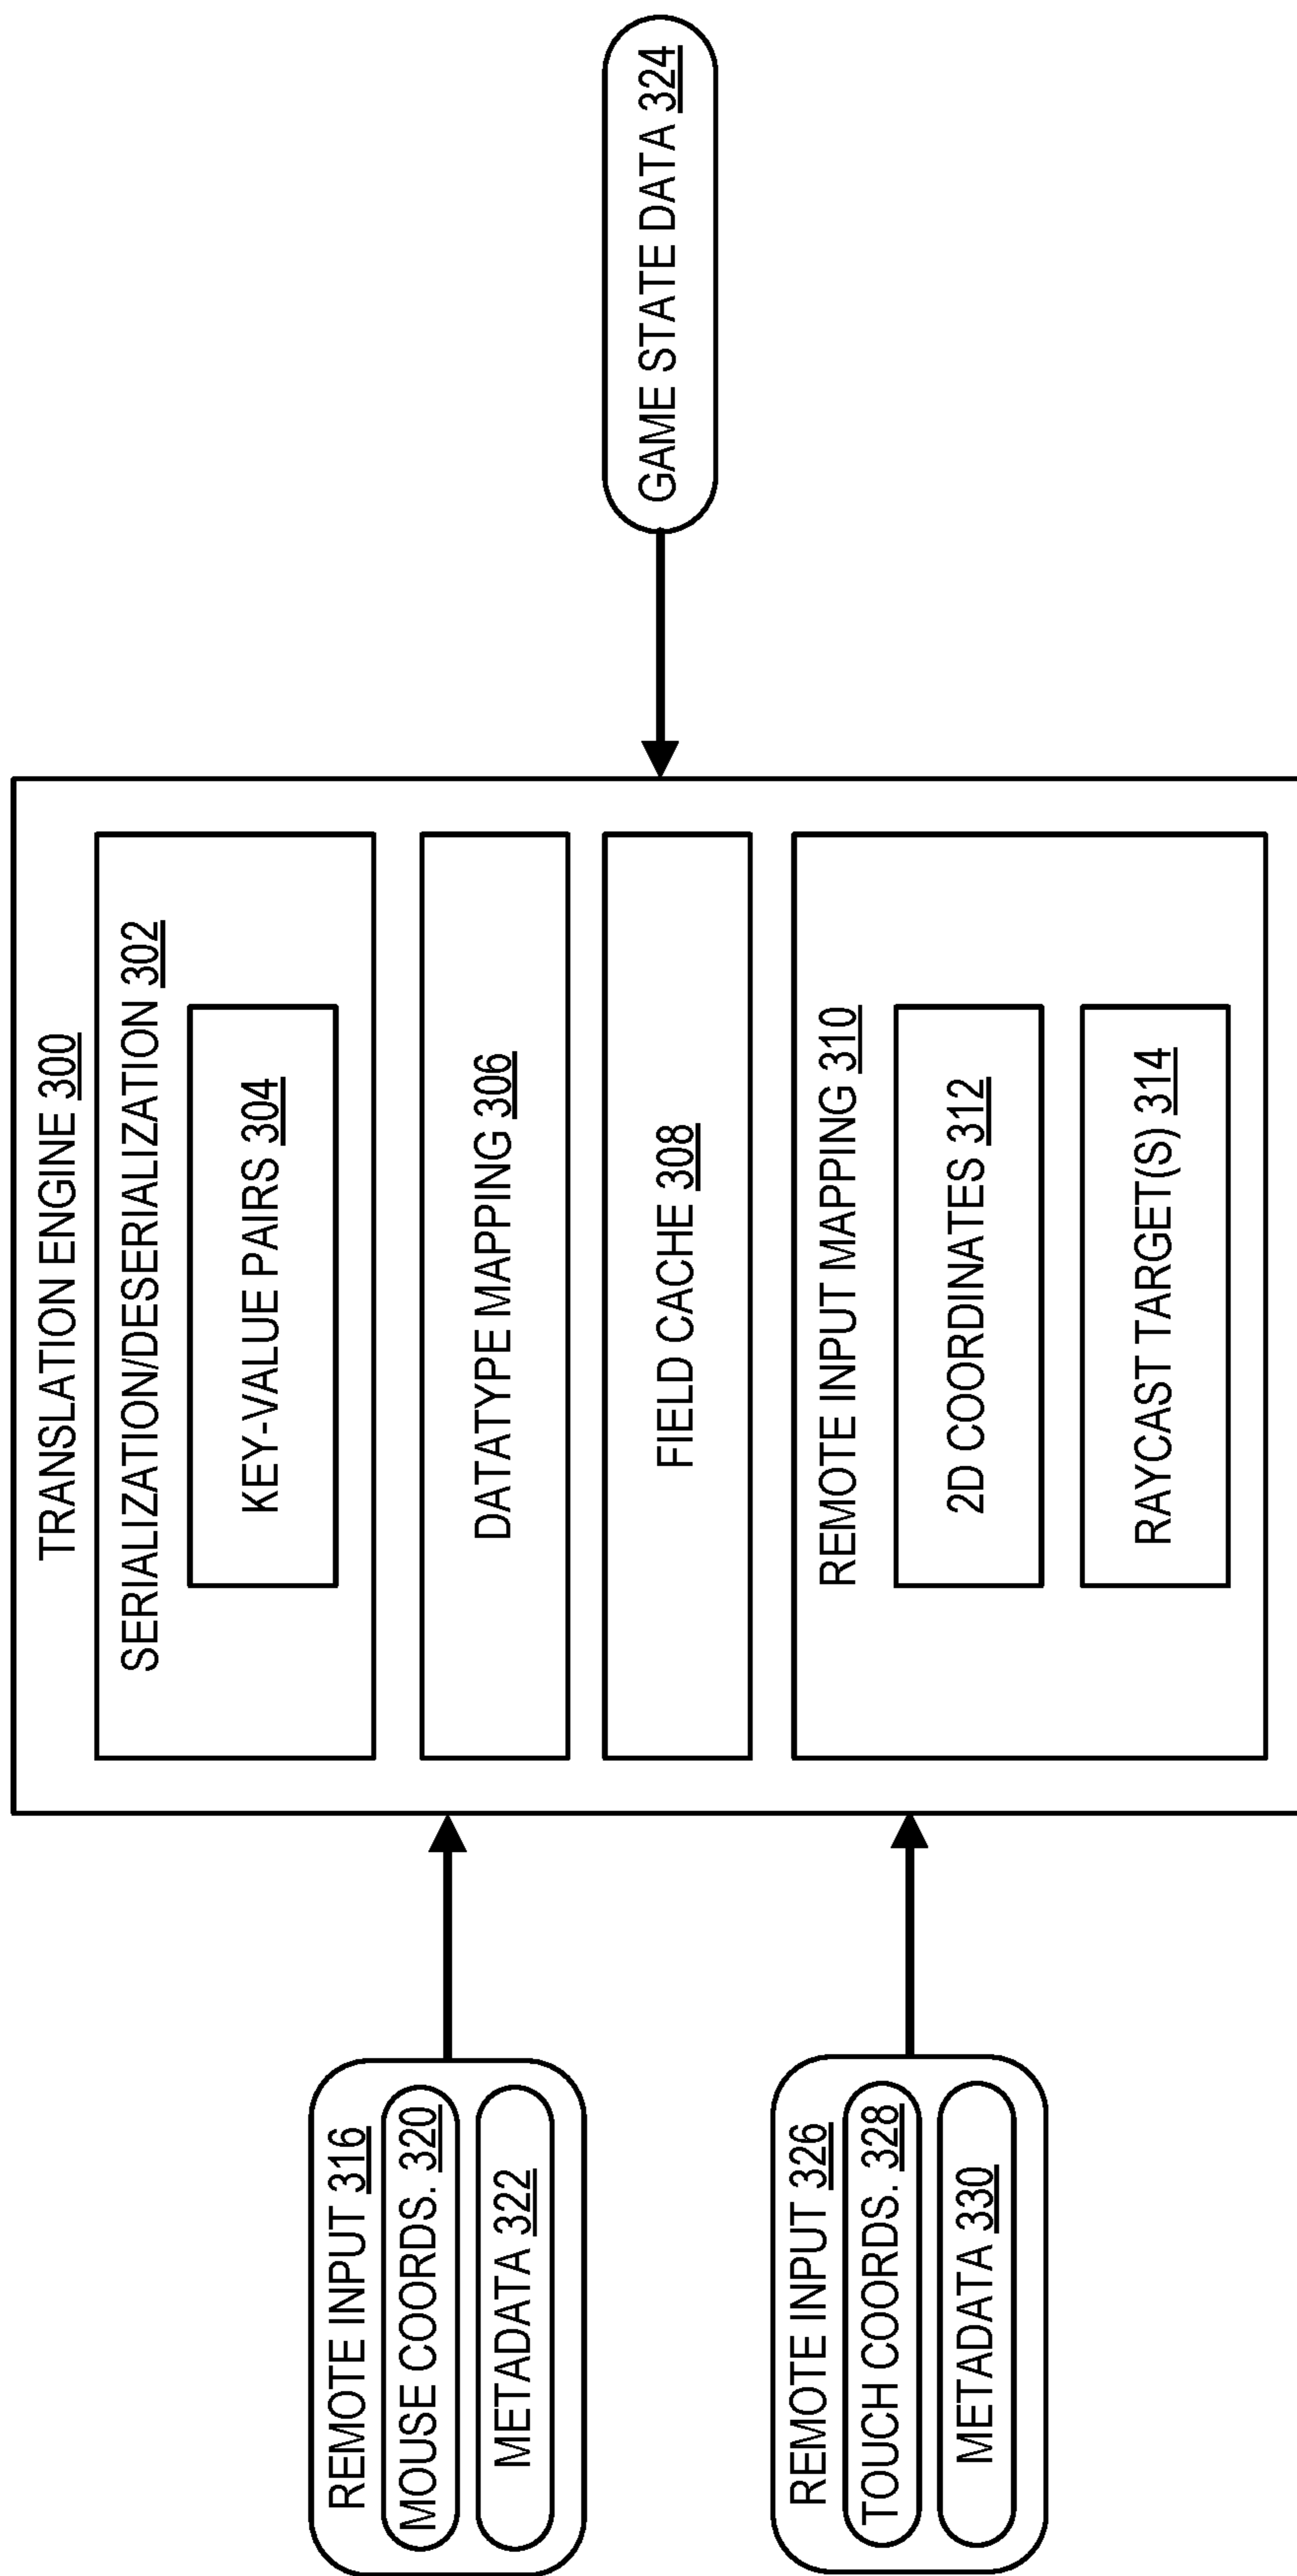 TRANSLATION ENGINE 300
SERIALIZATION/DESERIALIZATION 302
KEY-VALUE PAIRS 304
DATATYPE MAPPING 306
FIELD CACHE 308
REMOTE INPUT MAPPING 310
2D COORDINATES 312
RAYCAST TARGET(S) 314
REMOTE INPUT 316
MOUSE COORDS. 320
METADATA 322
REMOTE INPUT 326
TOUCH COORDS. 328
METADATA 330
GAME STATE DATA 324